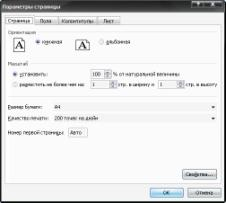 Параметры страницы
Страница Поля Колонтитулы Лист
Ориентация
A книжная A альбомная
Масштаб
установить: 100 % от натуральной величины
разместить не более чем на: 1 стр. в ширину и 1 стр. в высоту
Размер бумаги: A4
Качество печати: 200 точек на дюйм
Номер первой страницы: Авто
Свойства...
ОК Отмена